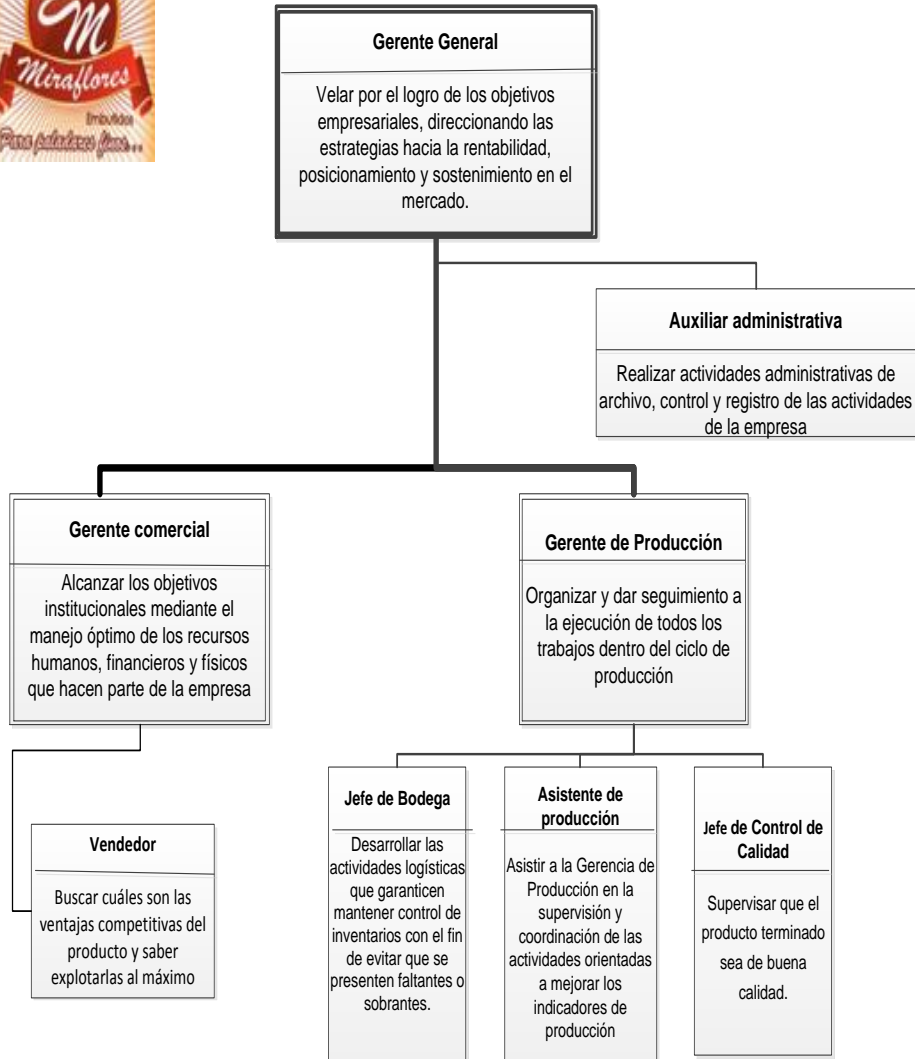 M
Miraflores
Embutidos
Para paladares finos...
Gerente General
Velar por el logro de los objetivos
empresariales, direccionando las
estrategias hacia la rentabilidad,
posicionamiento y sostenimiento en el
mercado.
Auxiliar administrativa
Realizar actividades administrativas de
archivo, control y registro de las actividades
de la empresa
Gerente comercial
Alcanzar los objetivos
institucionales mediante el
manejo óptimo de los recursos
humanos, financieros y físicos
que hacen parte de la empresa
Gerente de Producción
Organizar y dar seguimiento a
la ejecución de todos los
trabajos dentro del ciclo de
producción
Vendedor
Buscar cuáles son las
ventajas competitivas del
producto y saber
explotarlas al máximo
Jefe de Bodega
Desarrollar las
actividades logísticas
que garanticen
mantener control de
inventarios con el fin
de evitar que se
presenten faltantes o
sobrantes.
Asistente de
producción
Asistir a la Gerencia de
Producción en la
supervisión y
coordinación de las
actividades orientadas
a mejorar los
indicadores de
producción
Jefe de Control de
Calidad
Supervisar que el
producto terminado
sea de buena
calidad.